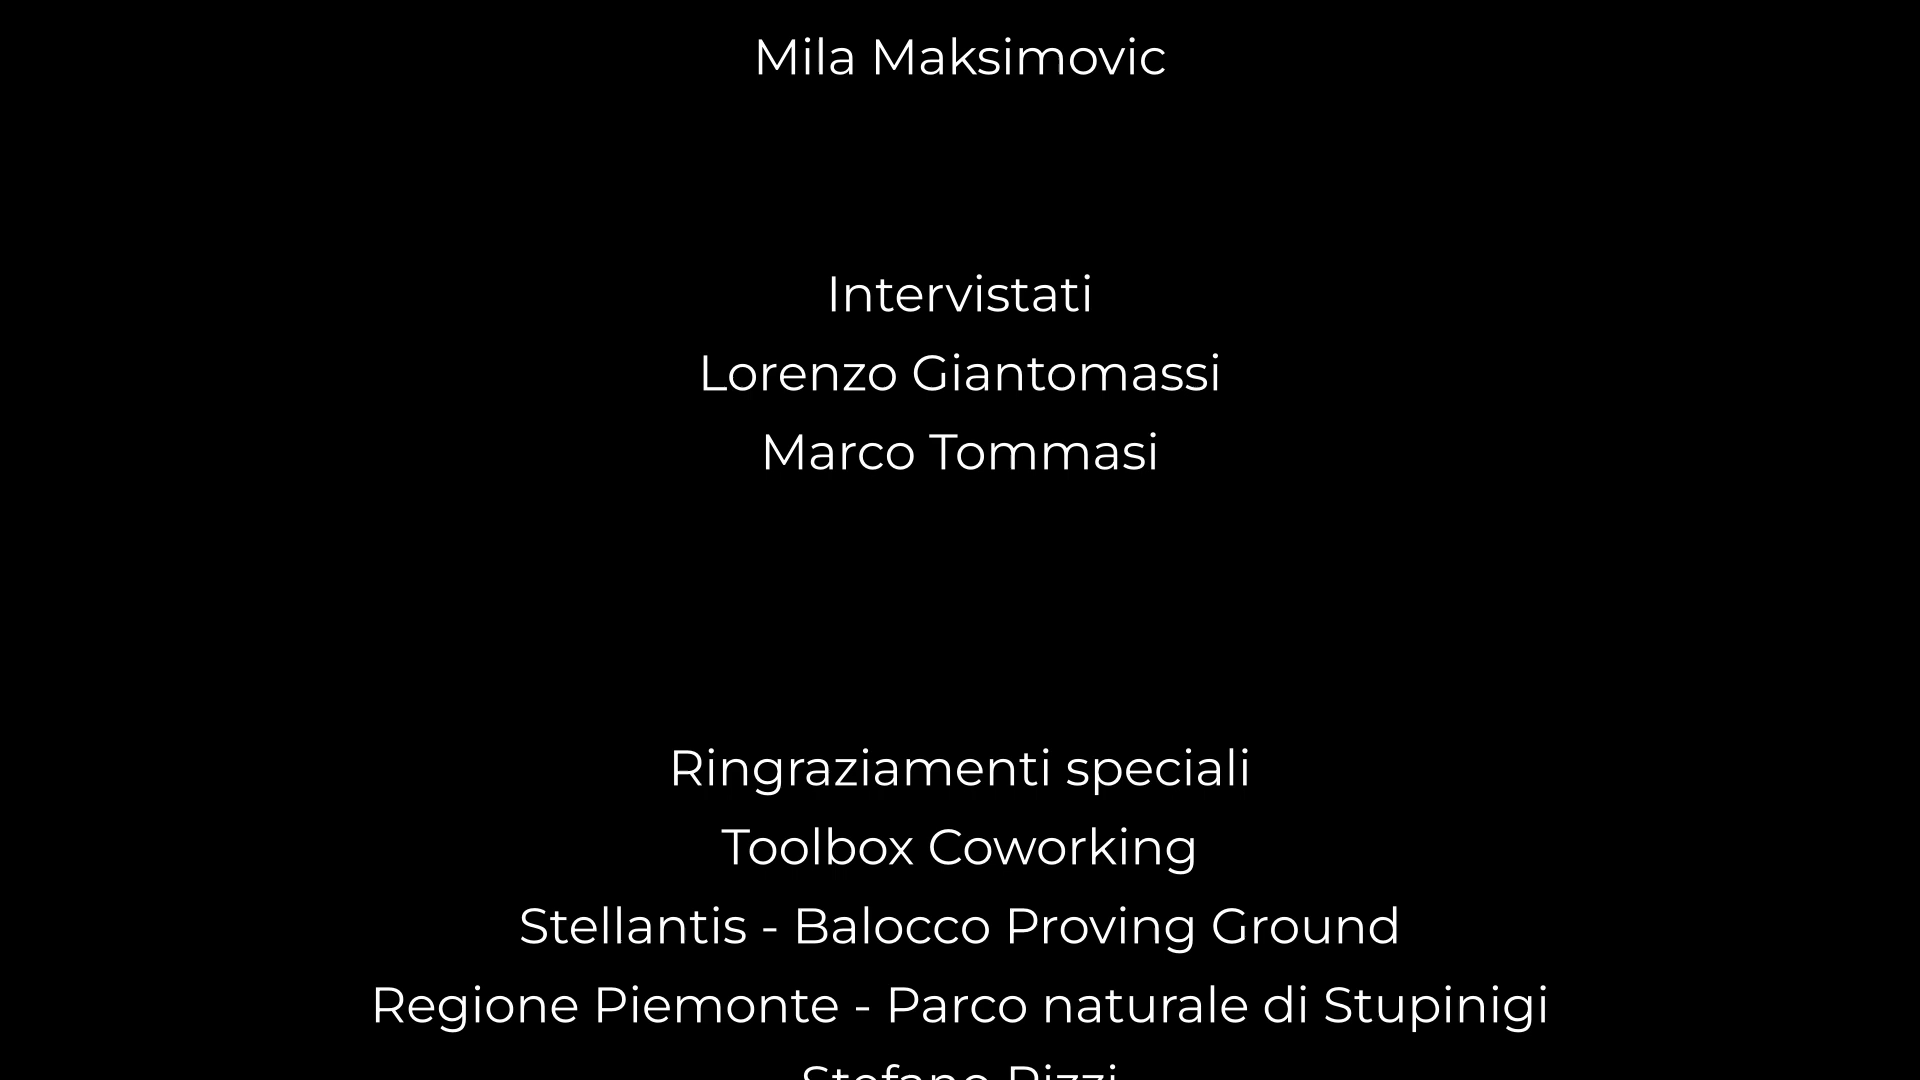 Mila Maksimovic
Intervistati
Lorenzo Giantomassi
Marco Tommasi
Ringraziamenti speciali
Toolbox Coworking
Stellantis - Balocco Proving Ground
Regione Piemonte - Parco naturale di Stupinigi
Stefano